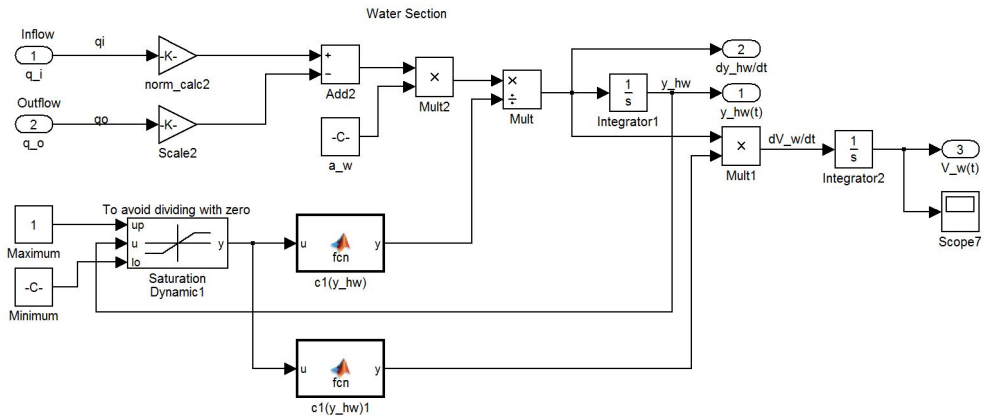 Water Section
Inflow
1
q_i
qi
-K-
norm_calc2
Outflow
2
q_o
qo
-K-
Scale2
+
−
Add2
×
Mult2
-C-
a_w
×
÷
Mult
1
s
Integrator1
y_hw
2
dy_hw/dt
1
y_hw(t)
×
Mult1
dV_w/dt
1
s
Integrator2
3
V_w(t)
Scope7
1
Maximum
-C-
Minimum
To avoid dividing with zero
up
u
lo
y
Saturation
Dynamic1
u
y
fcn
c1(y_hw)
u
y
fcn
c1(y_hw)1